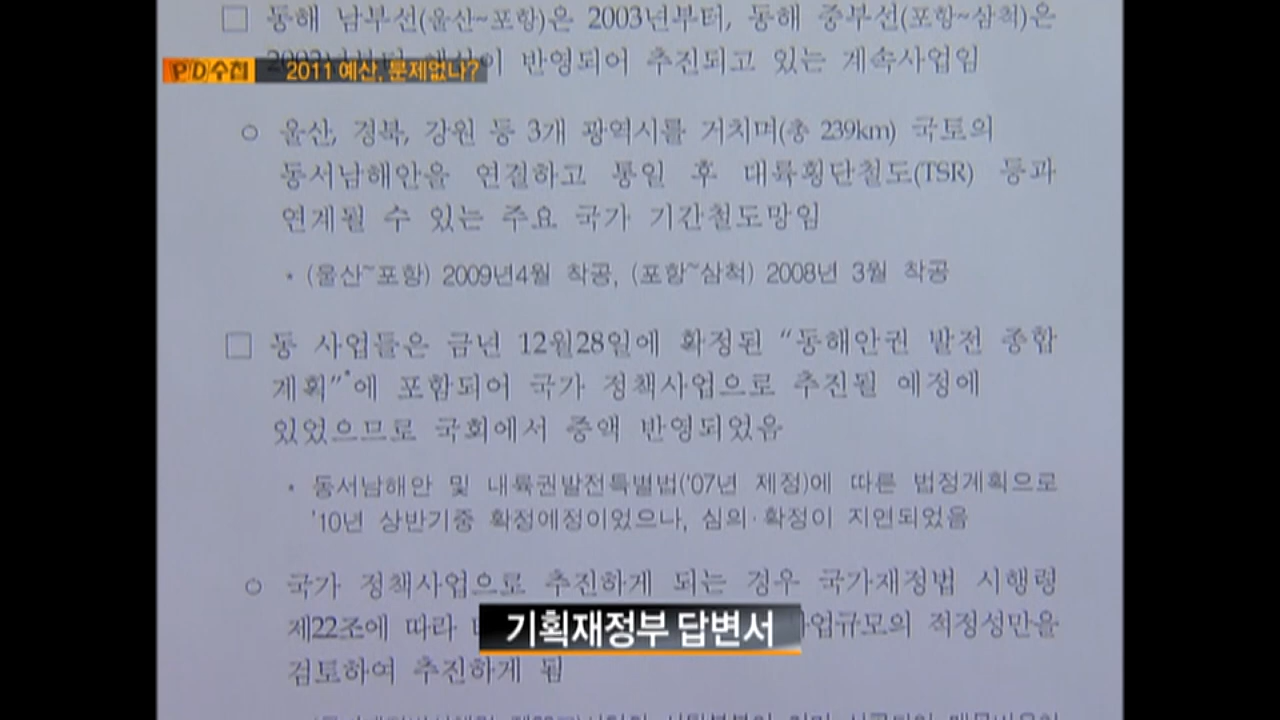 □ 동해 남부선(울산~포항)은 2003년부터, 동해 중부선(포항~삼척)은
반영되어 추진되고 있는 계속사업임
PD수첩 2011 예산, 문제없나?
○ 울산, 경북, 강원 등 3개 광역시를 거치며(총 239km) 국토의
동서남해안을 연결하고 통일 후 대륙횡단철도(TSR) 등과
연계될 수 있는 주요 국가 기간철도망임
* (울산~포항) 2009년4월 착공, (포항~삼척) 2008년 3월 착공
□ 동 사업들은 금년 12월28일에 확정된 "동해안권 발전 종합
계획"*에 포함되어 국가 정책사업으로 추진될 예정에
있었으므로 국회에서 증액 반영되었음
* 동서남해안 및 내륙권발전특별법('07년 제정)에 따른 법정계획으로
'10년 상반기중 확정예정이었으나, 심의·확정이 지연되었음
○ 국가 정책사업으로 추진하게 되는 경우 국가재정법 시행령
제22조에 따라 사업규모의 적정성만을
기획재정부 답변서
검토하여 추진하게 됨